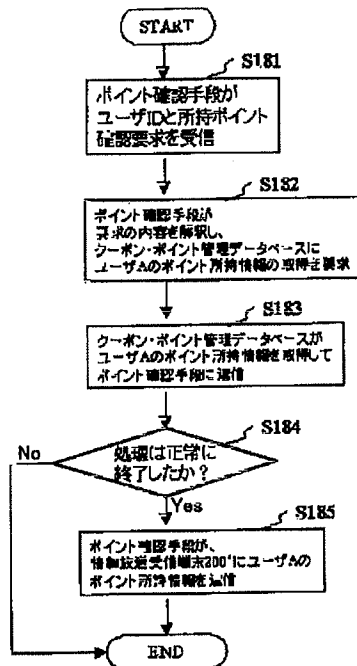 START
S181
ポイント確認手段が
ユーザIDと所持ポイント
確認要求を受信
S182
ポイント確認手段が
要求の内容を解釈し、
クーポン・ポイント管理データベースに
ユーザAのポイント所持情報の取得を要求
S183
クーポン・ポイント管理データベースが
ユーザAのポイント所持情報を取得して
ポイント確認手段に返信
S184
処理は正常に
終了したか?
No
Yes
S185
ポイント確認手段が、
情報放送受信端末200'にユーザAの
ポイント所持情報を返信
END